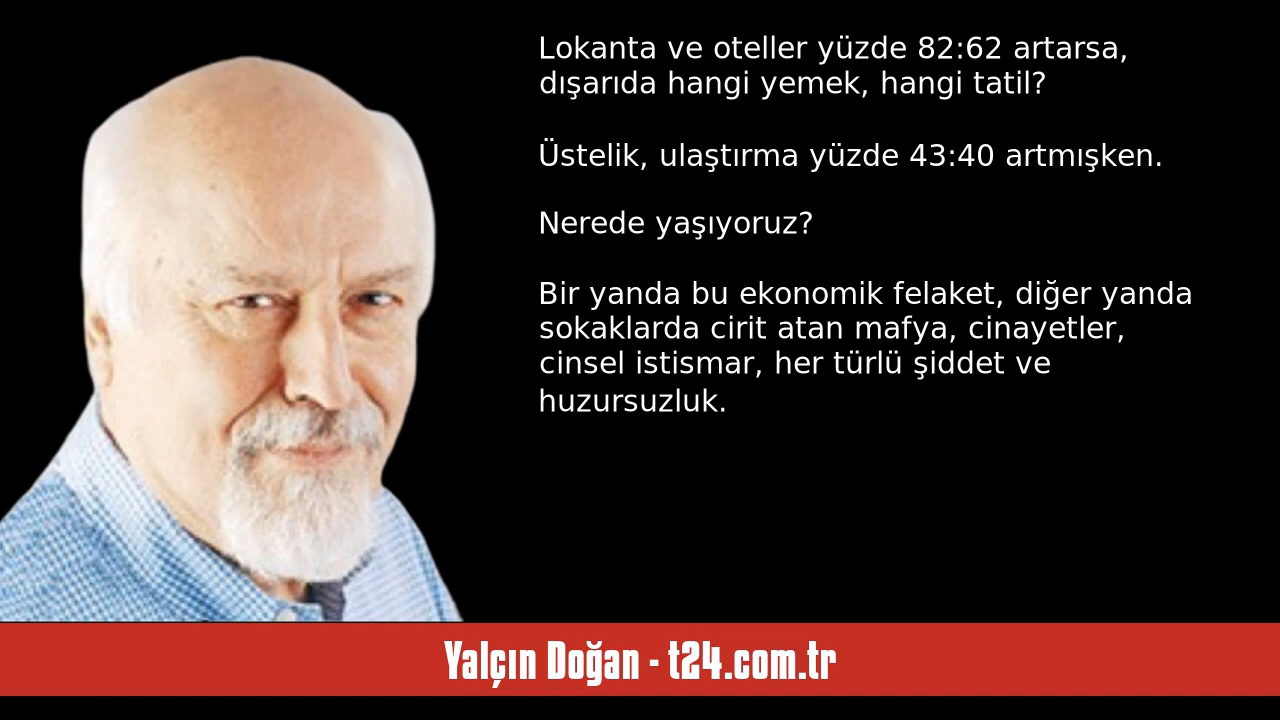 Lokanta ve oteller yüzde 82:62 artarsa,
dışarıda hangi yemek, hangi tatil?
Üstelik, ulaştırma yüzde 43:40 artmışken.
Nerede yaşıyoruz?
Bir yanda bu ekonomik felaket, diğer yanda
sokaklarda cirit atan mafya, cinayetler,
cinsel istismar, her türlü şiddet ve
huzursuzluk.
Yalçın Doğan - t24.com.tr